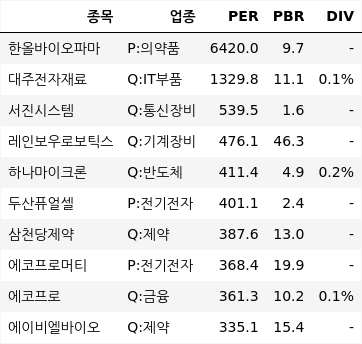 종목 업종 PER PBR DIV
한올바이오파마 P:의약품 6420.0 9.7 -
대주전자재료 Q:IT부품 1329.8 11.1 0.1%
서진시스템 Q:통신장비 539.5 1.6 -
레인보우로보틱스 Q:기계장비 476.1 46.3 -
하나마이크론 Q:반도체 411.4 4.9 0.2%
두산퓨얼셀 P:전기전자 401.1 2.4 -
삼천당제약 Q:제약 387.6 13.0 -
에코프로머티 P:전기전자 368.4 19.9 -
에코프로 Q:금융 361.3 10.2 0.1%
에이비엘바이오 Q:제약 335.1 15.4 -